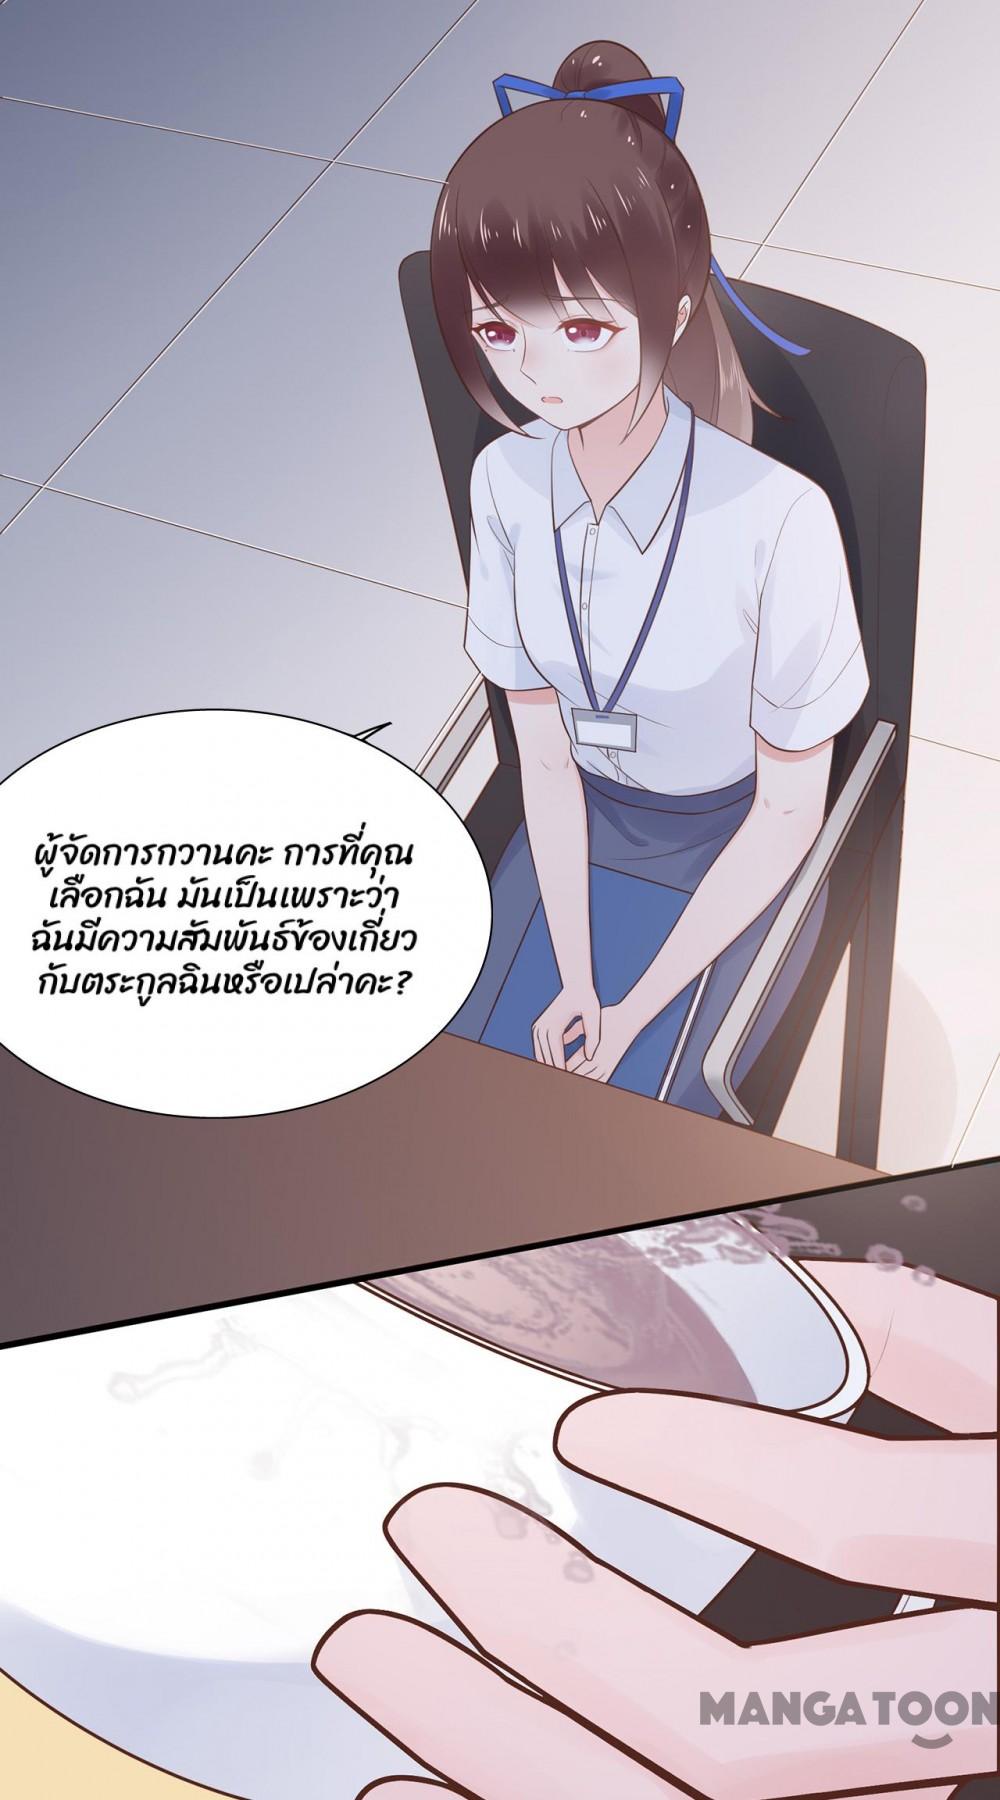 ผู้จัดการกวานคะ การที่คุณ
เลือกฉัน มันเป็นเพราะว่า
ฉันมีความสัมพันธ์ข้องเกี่ยว
กับตระกูลฉินหรือเปล่าคะ?
MANGATOON